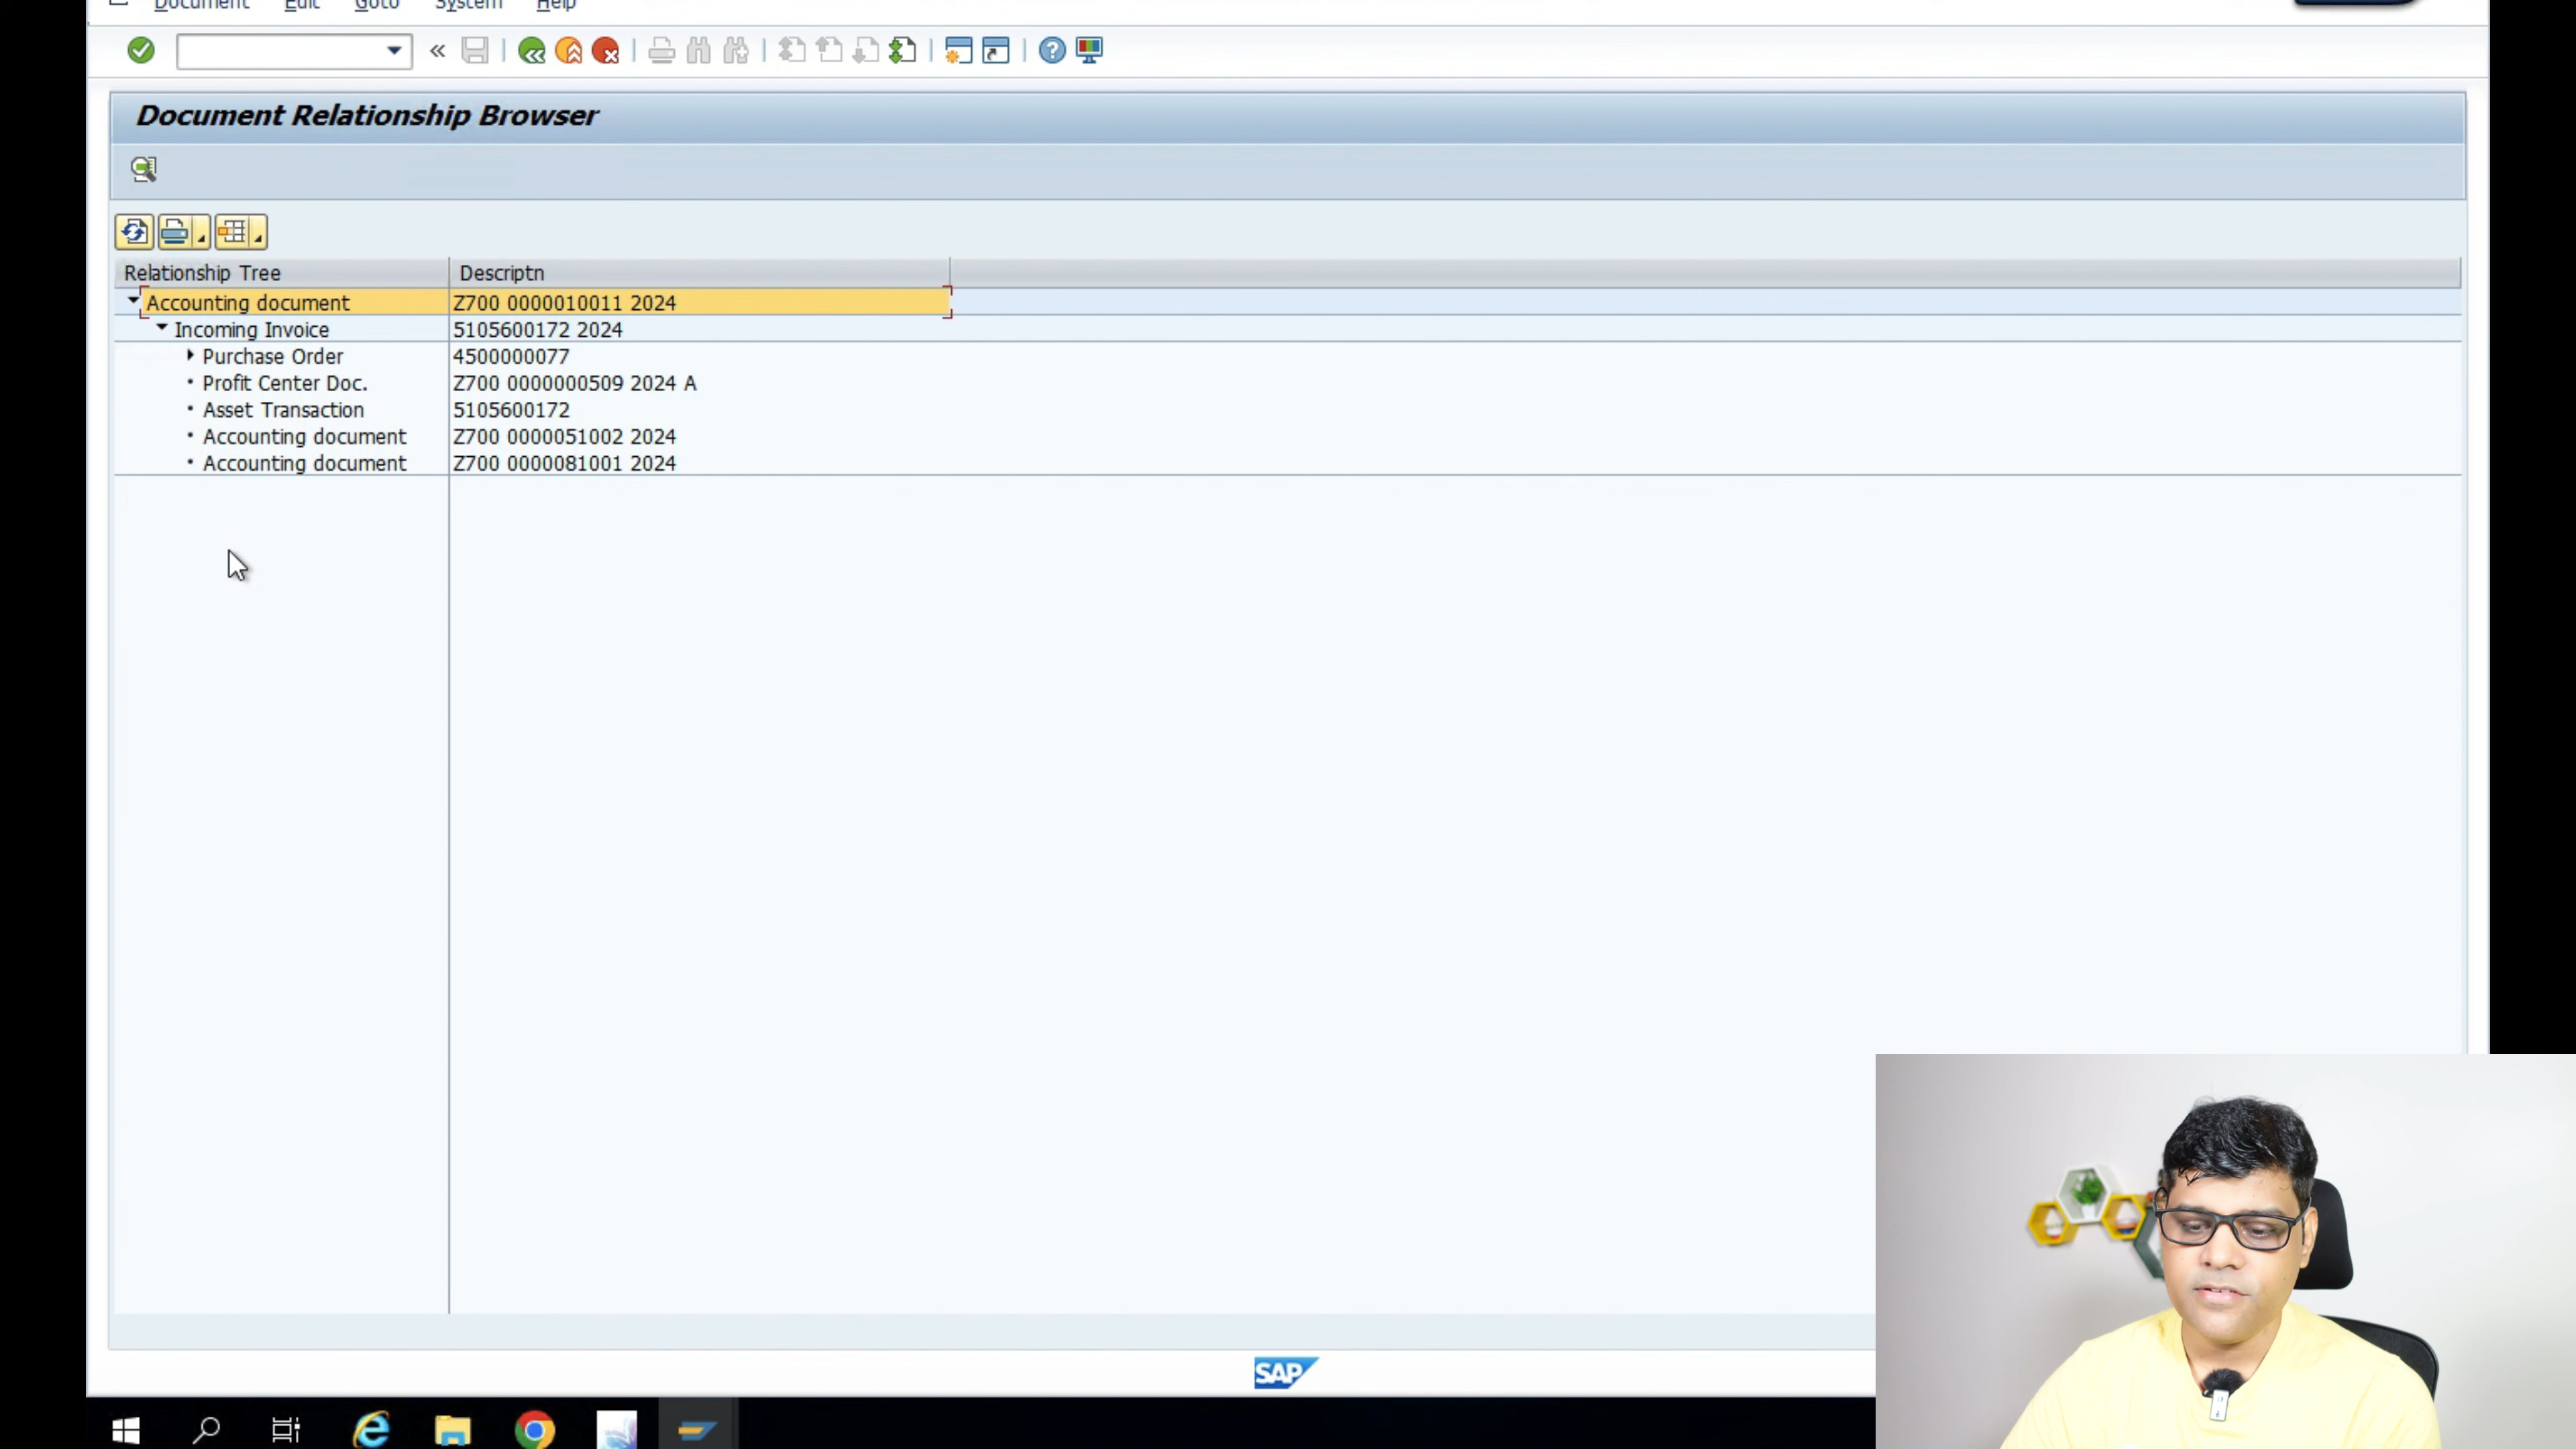 Document Edit Goto System Help
Document Relationship Browser
Relationship Tree Descriptn
Accounting document Z700 0000010011 2024
Incoming Invoice 5105600172 2024
Purchase Order 4500000077
Profit Center Doc. Z700 0000000509 2024 A
Asset Transaction 5105600172
Accounting document Z700 0000051002 2024
Accounting document Z700 0000081001 2024
SAP